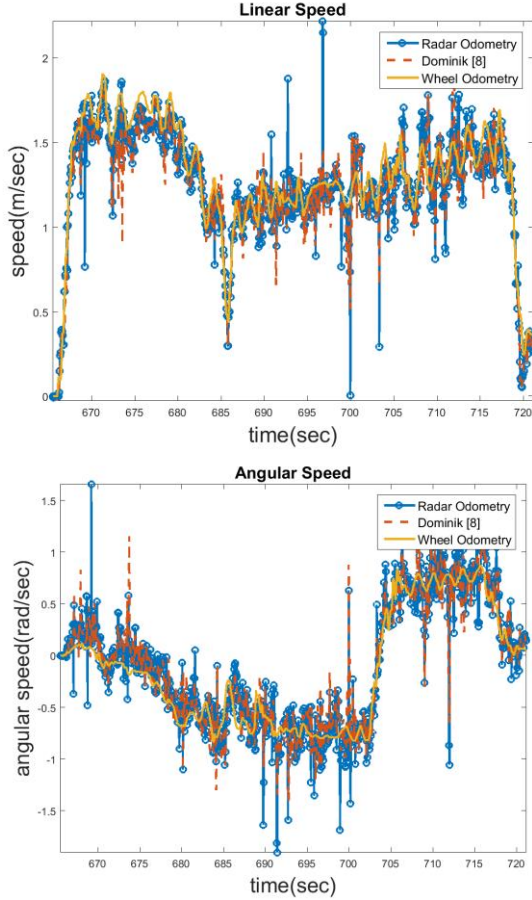 Linear Speed
Radar Odometry
Dominik [8]
Wheel Odometry
speed(m/sec)
2
1.5
1
0.5
0
670 675 680 685 690 695 700 705 710 715 720
time(sec)
Angular Speed
Radar Odometry
Dominik [8]
Wheel Odometry
angular speed(rad/sec)
1.5
1
0.5
0
-0.5
-1
-1.5
670 675 680 685 690 695 700 705 710 715 720
time(sec)